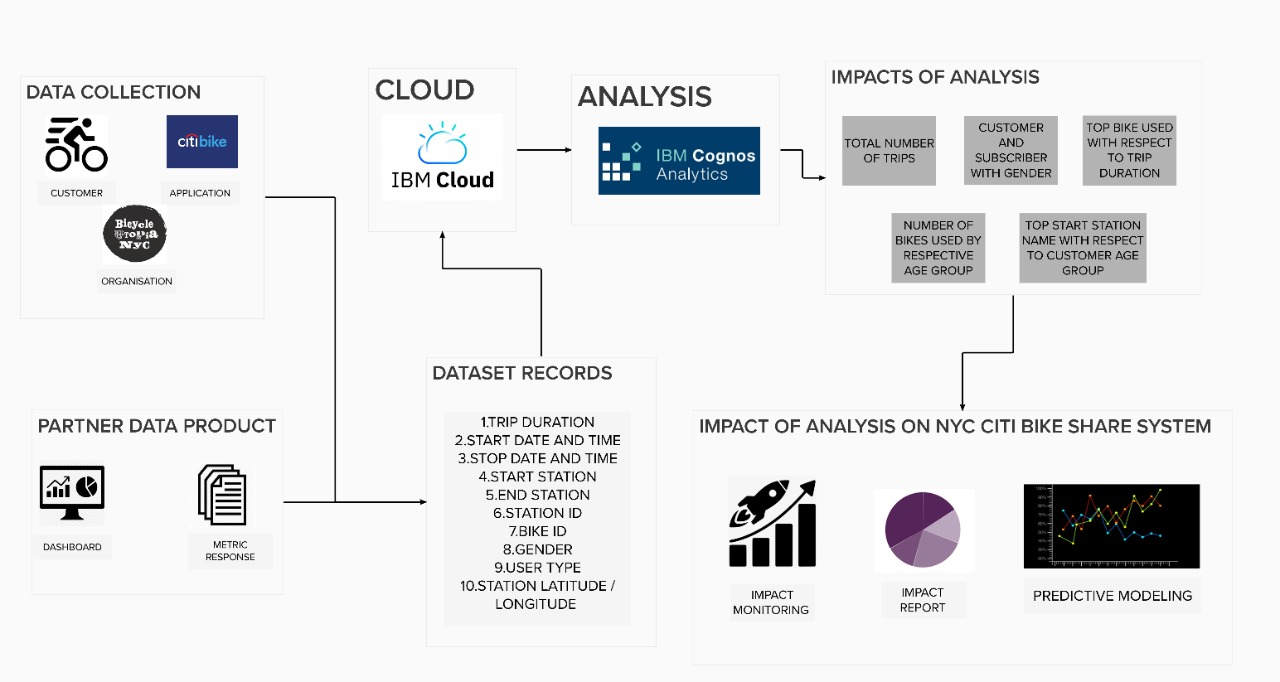 DATA COLLECTION
citibike
CUSTOMER
APPLICATION
Bicycle
Utopia
NYC
ORGANISATION
CLOUD
IBM Cloud
ANALYSIS
IBM Cognos
Analytics
IMPACTS OF ANALYSIS
TOTAL NUMBER
OF TRIPS
CUSTOMER
AND
SUBSCRIBER
WITH GENDER
TOP BIKE USED
WITH RESPECT
TO TRIP
DURATION
NUMBER OF
BIKES USED BY
RESPECTIVE
AGE GROUP
TOP START STATION
NAME WITH RESPECT
TO CUSTOMER AGE
GROUP
PARTNER DATA PRODUCT
DASHBOARD
METRIC
RESPONSE
DATASET RECORDS
1.TRIP DURATION
2.START DATE AND TIME
3.STOP DATE AND TIME
4.START STATION
5.END STATION
6.STATION ID
7.BIKE ID
8.GENDER
9.USER TYPE
10.STATION LATITUDE /
LONGITUDE
IMPACT OF ANALYSIS ON NYC CITI BIKE SHARE SYSTEM
IMPACT
MONITORING
IMPACT
REPORT
PREDICTIVE MODELING